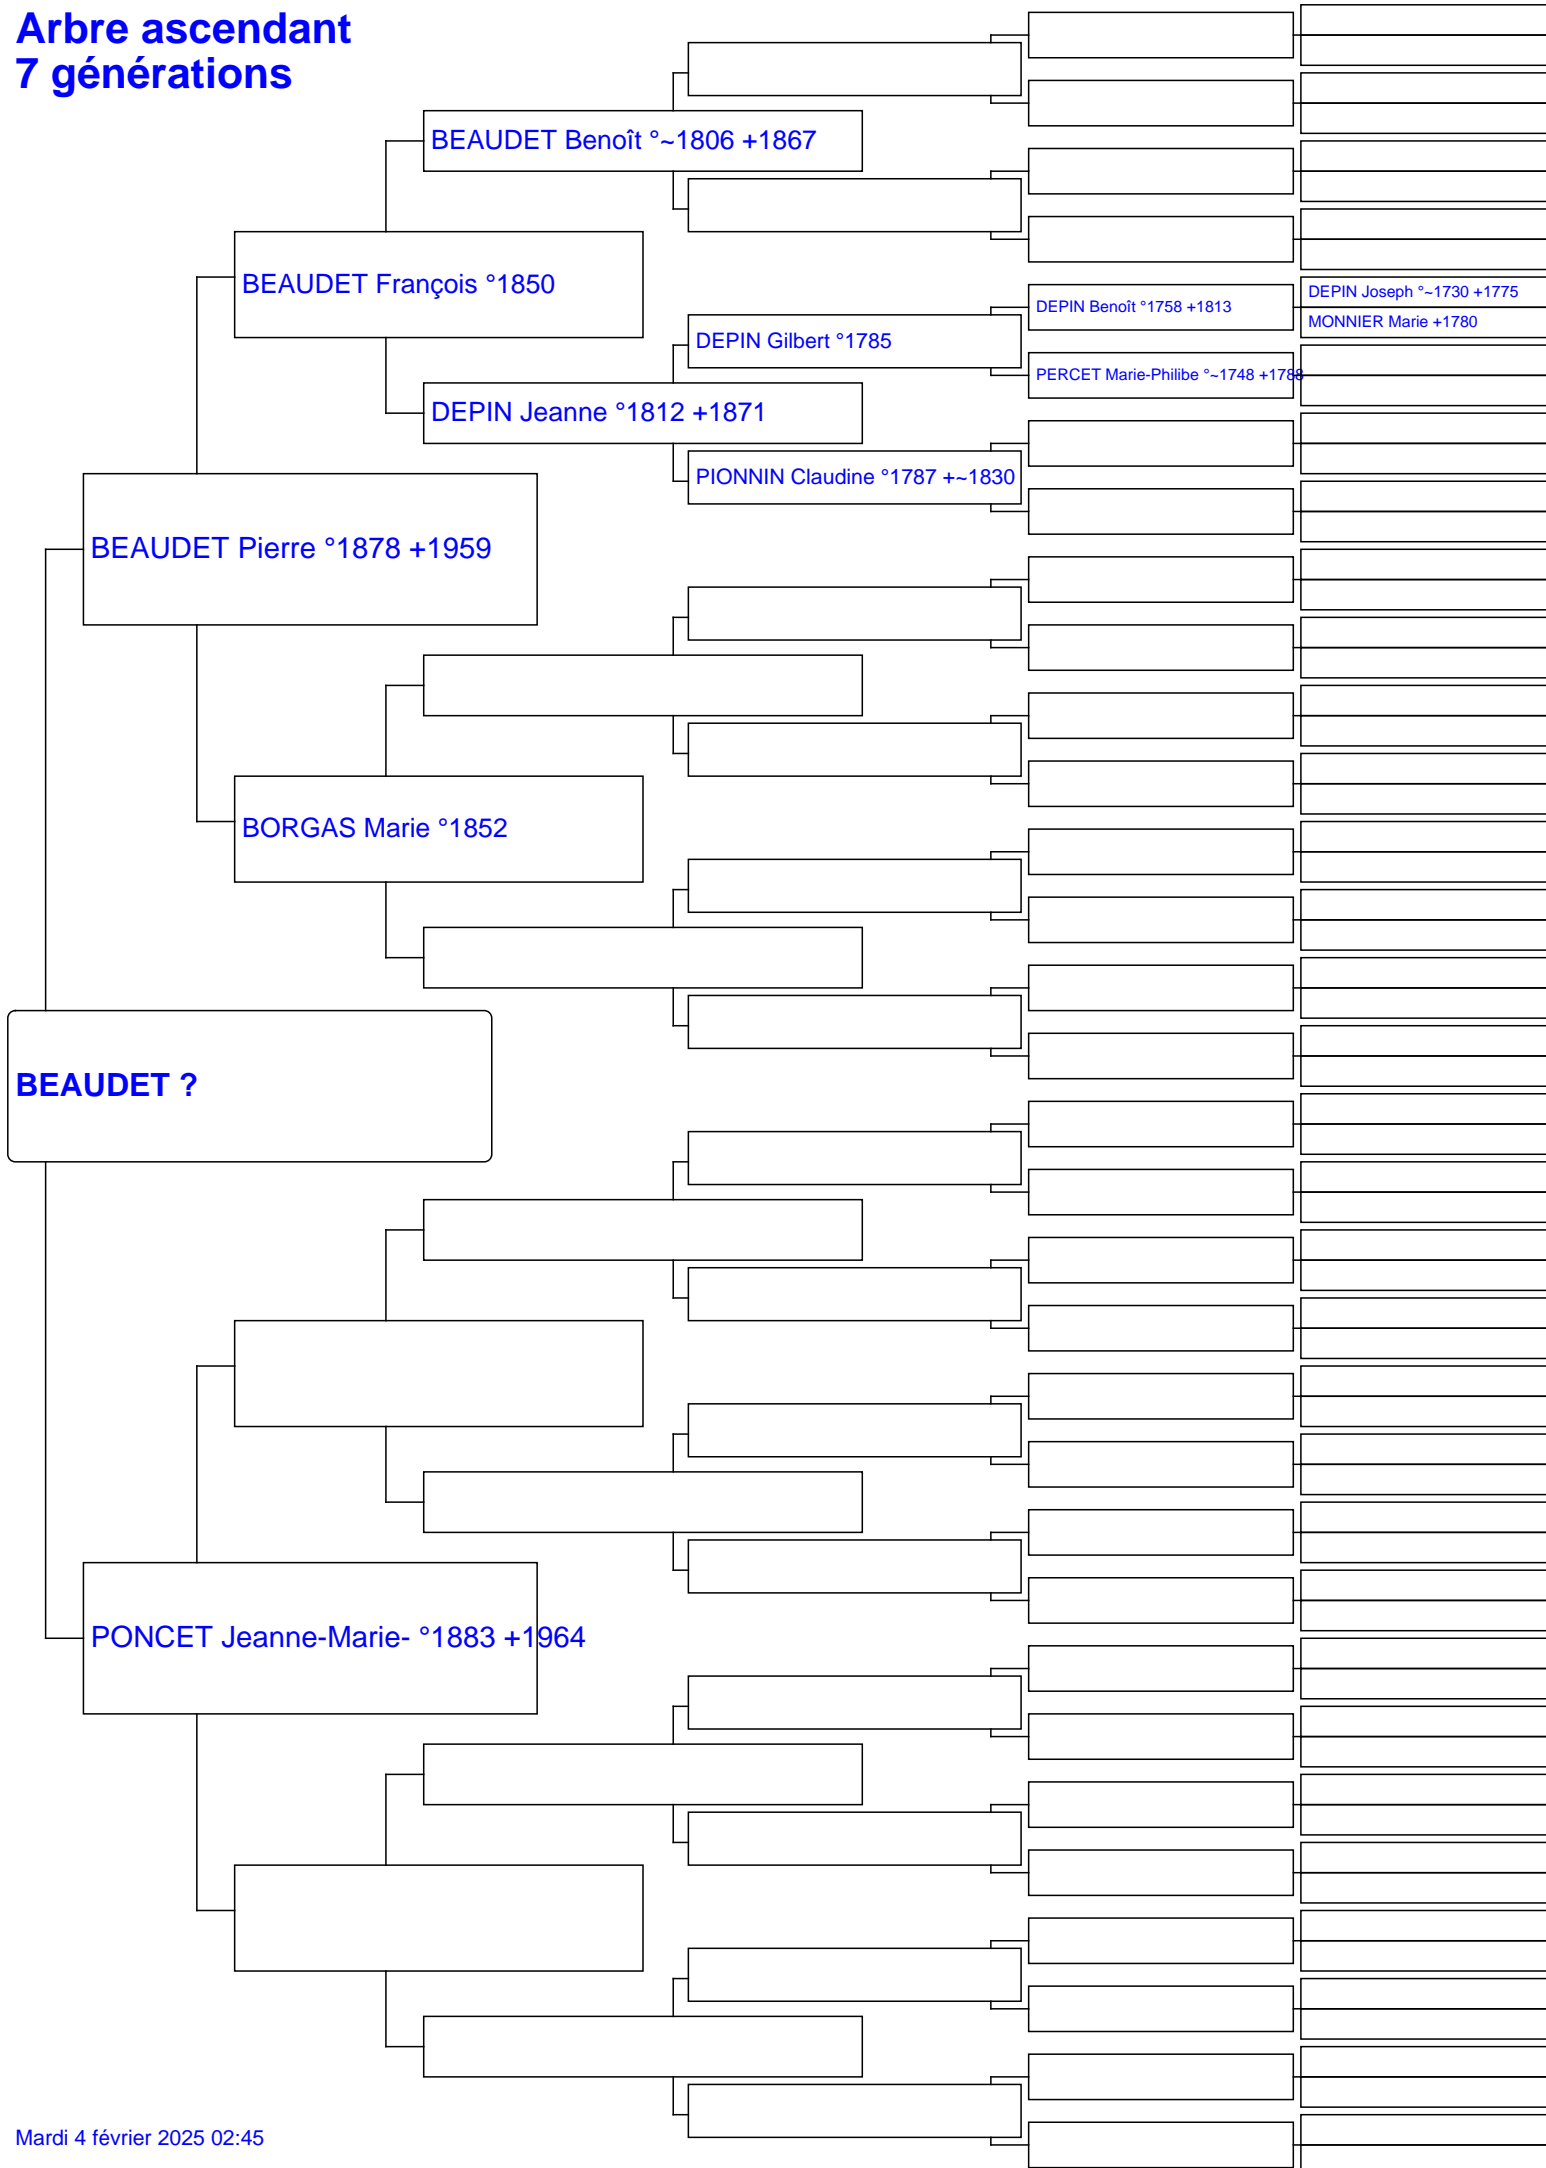 Arbre ascendant
7 générations
BEAUDET Benoît °~1806 +1867
BEAUDET François °1850
DEPIN Joseph °~1730 +1775
DEPIN Benoît °1758 +1813
MONNIER Marie +1780
DEPIN Gilbert °1785
PERCET Marie-Philibe °~1748 +1788
DEPIN Jeanne °1812 +1871
PIONNIN Claudine °1787 +~1830
BEAUDET Pierre °1878 +1959
BORGAS Marie °1852
BEAUDET ?
PONCET Jeanne-Marie- °1883 +1964
Mardi 4 février 2025 02:45